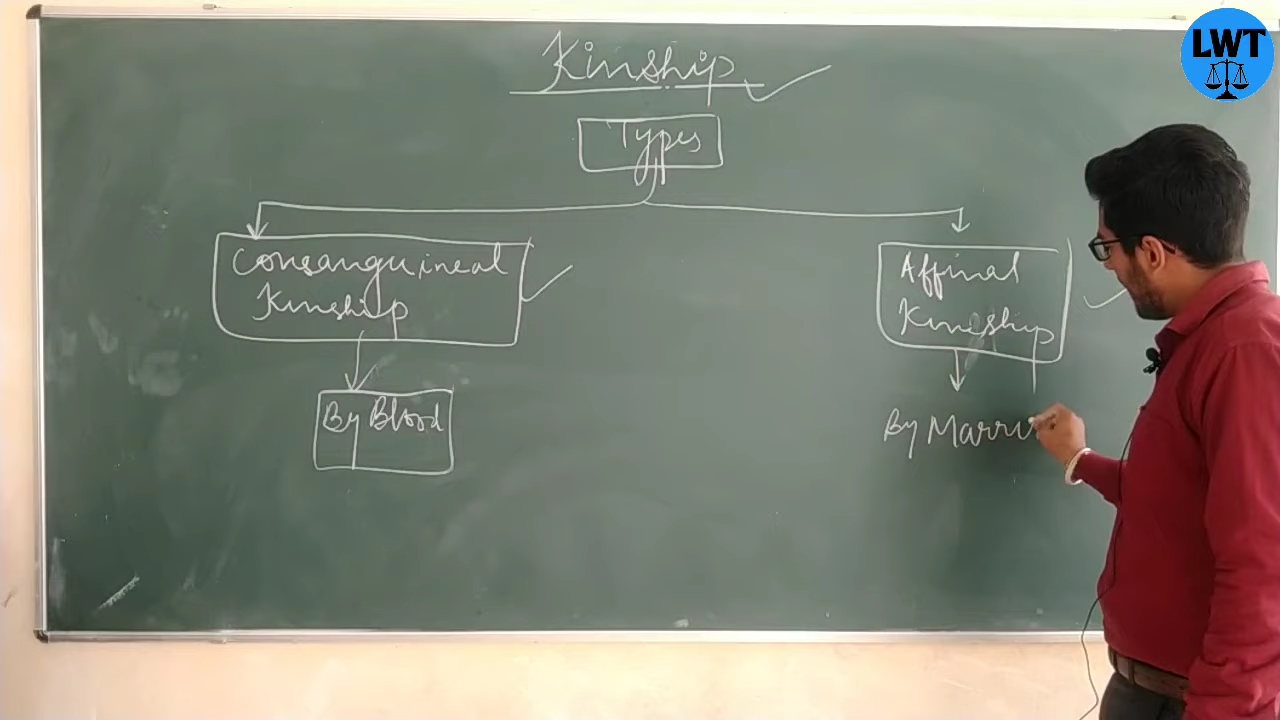 LWT
Kinship
Types
Consanguineal
Kinship
Affinal
Kinship
By Blood
By Marri